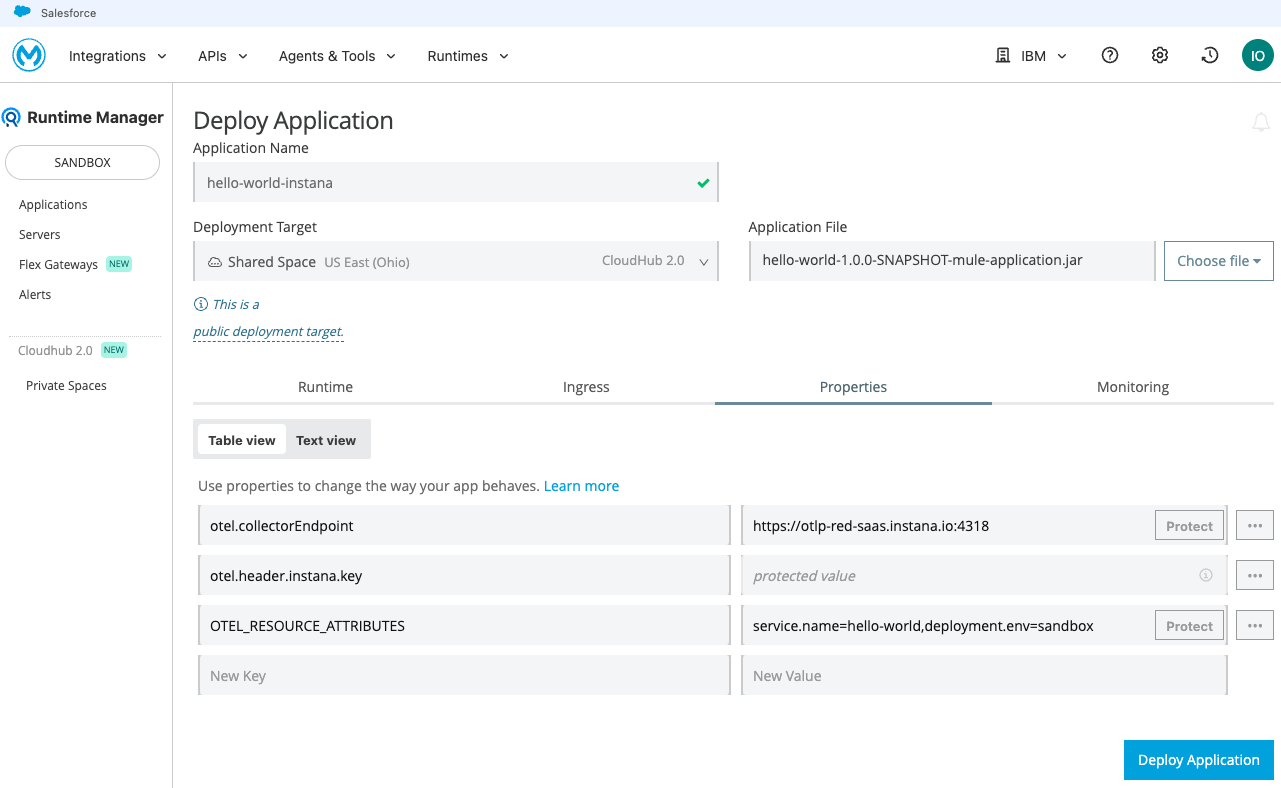 Salesforce
Integrations APIs Agents & Tools Runtimes IBM IO
Runtime Manager
SANDBOX
Applications
Servers
Flex Gateways NEW
Alerts
Cloudhub 2.0 NEW
Private Spaces
Deploy Application
Application Name
hello-world-instana
Deployment Target
Shared Space US East (Ohio) CloudHub 2.0
Application File
hello-world-1.0.0-SNAPSHOT-mule-application.jar Choose file
This is a
public deployment target.
Runtime Ingress Properties Monitoring
Table view Text view
Use properties to change the way your app behaves. Learn more
otel.collectorEndpoint https://otlp-red-saas.instana.io:4318 Protect ...
otel.header.instana.key protected value ...
OTEL_RESOURCE_ATTRIBUTES service.name=hello-world,deployment.env=sandbox Protect ...
New Key New Value
Deploy Application